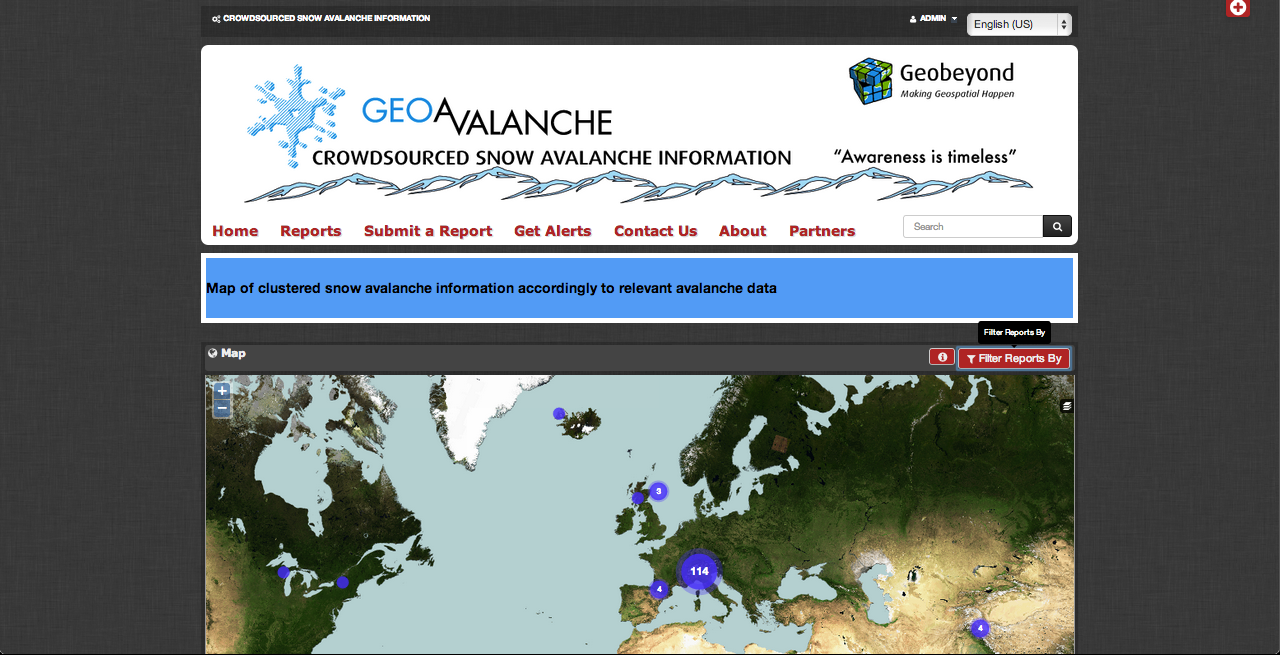 CROWDSOURCED SNOW AVALANCHE INFORMATION
ADMIN
English (US)
Geobeyond
Making Geospatial Happen
GEOAVALANCHE
CROWDSOURCED SNOW AVALANCHE INFORMATION
“Awareness is timeless”
Home Reports Submit a Report Get Alerts Contact Us About Partners
Search
Map of clustered snow avalanche information accordingly to relevant avalanche data
Filter Reports By
Map
Filter Reports By
+
−
3
114
4
4